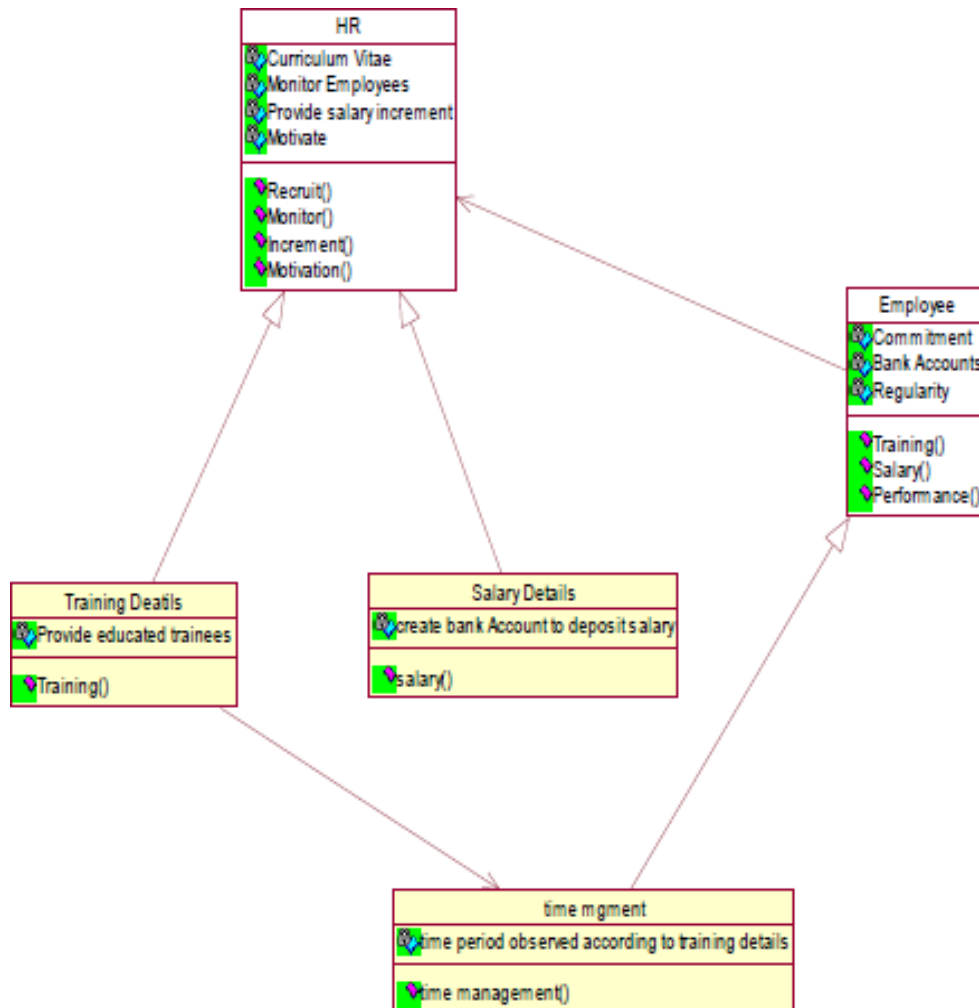 HR
Curriculum Vitae
Monitor Employees
Provide salary increment
Motivate
Recruit()
Monitor()
Increment()
Motivation()
Employee
Commitment
Bank Accounts
Regularity
Training()
Salary()
Performance()
Training Deatils
Provide educated trainees
Training()
Salary Details
create bank Account to deposit salary
salary()
time mgment
time period observed according to training details
time management()